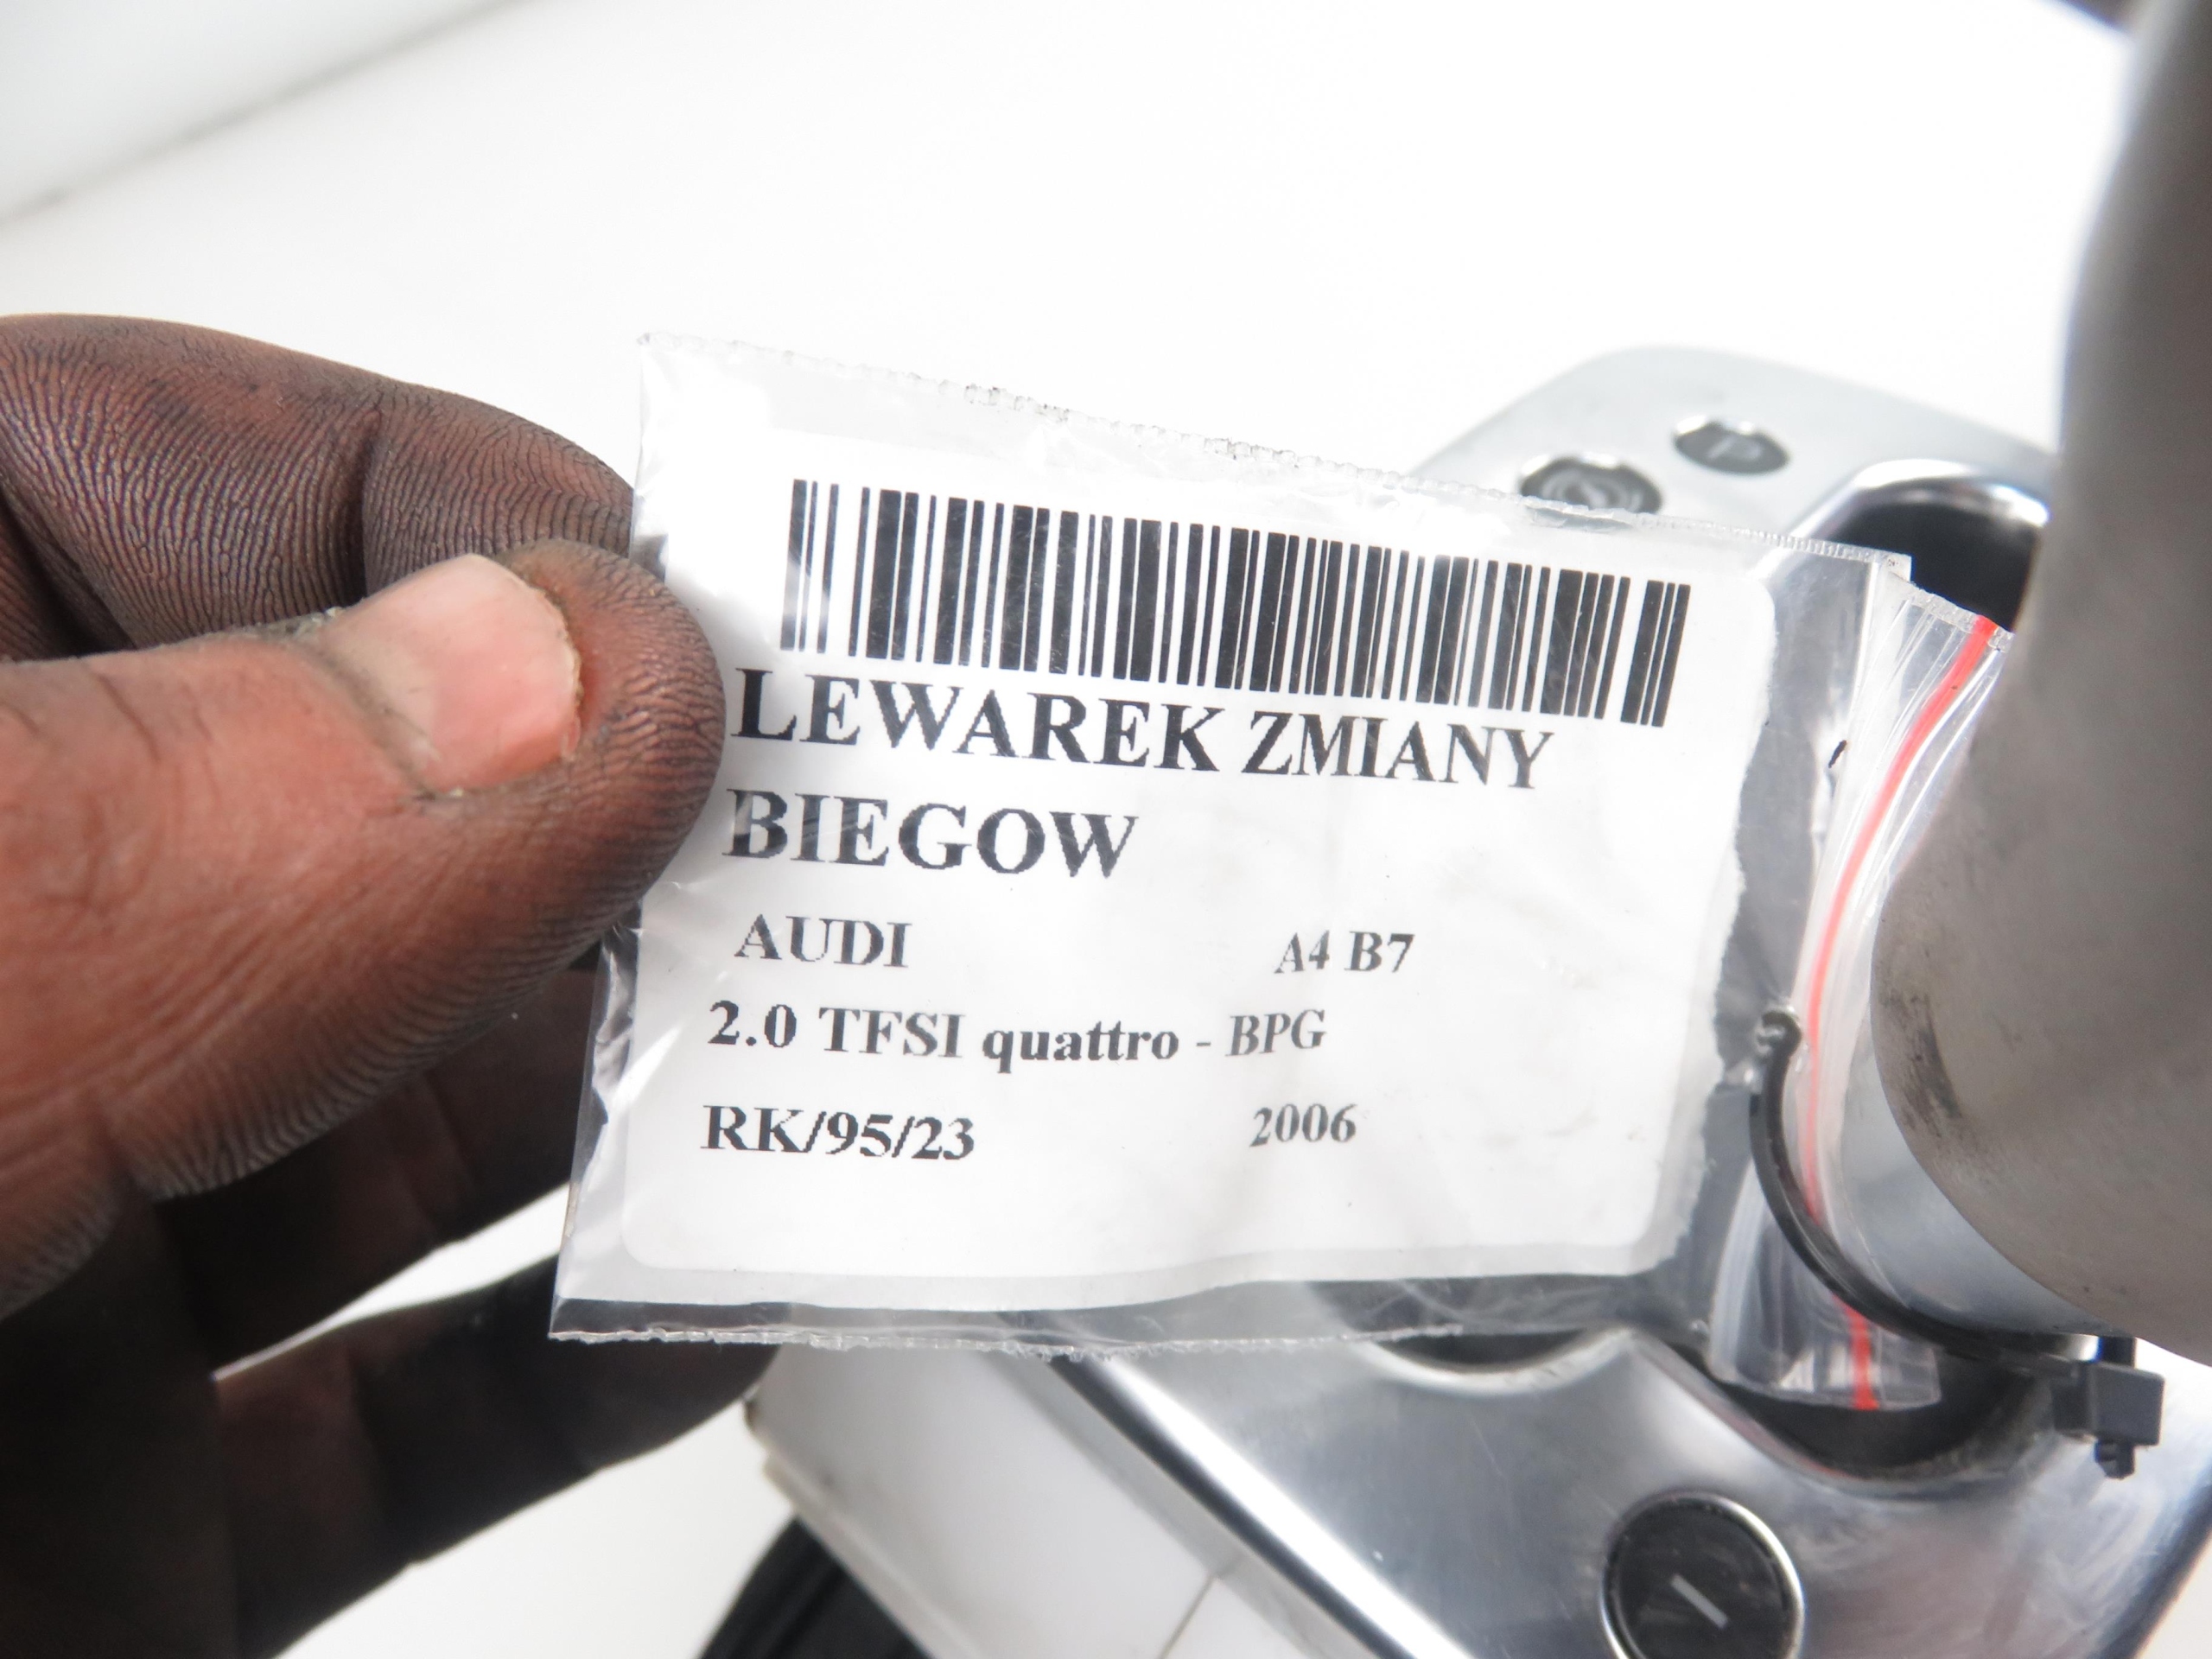 P
LEWAREK ZMIANY
BIEGOW
AUDI A4 B7
2.0 TFSI quattro - BPG
RK/95/23 2006